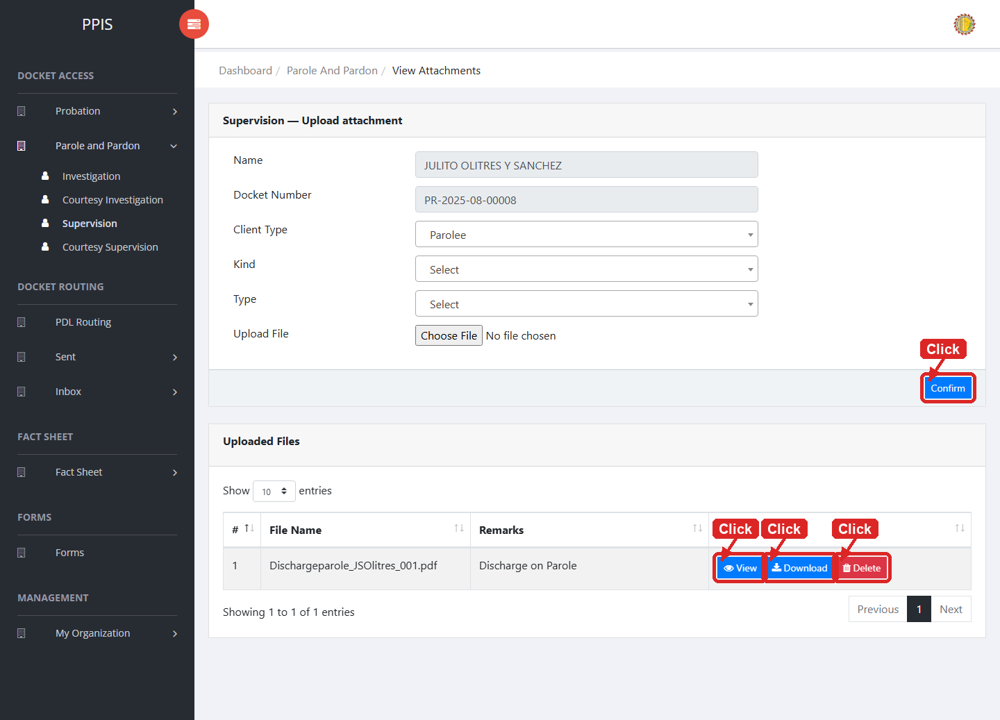 PPIS
DOCKET ACCESS
Probation
Parole and Pardon
Investigation
Courtesy Investigation
Supervision
Courtesy Supervision
DOCKET ROUTING
PDL Routing
Sent
Inbox
FACT SHEET
Fact Sheet
FORMS
Forms
MANAGEMENT
My Organization
Dashboard / Parole And Pardon / View Attachments
Supervision — Upload attachment
Name JULITO OLITRES Y SANCHEZ
Docket Number PR-2025-08-00008
Client Type Parolee
Kind Select
Type Select
Upload File Choose File No file chosen
Click
Confirm
Uploaded Files
Show 10 entries
# File Name Remarks
Click Click Click
1 Dischargeparole_JSOlitres_001.pdf Discharge on Parole View Download Delete
Showing 1 to 1 of 1 entries
Previous 1 Next